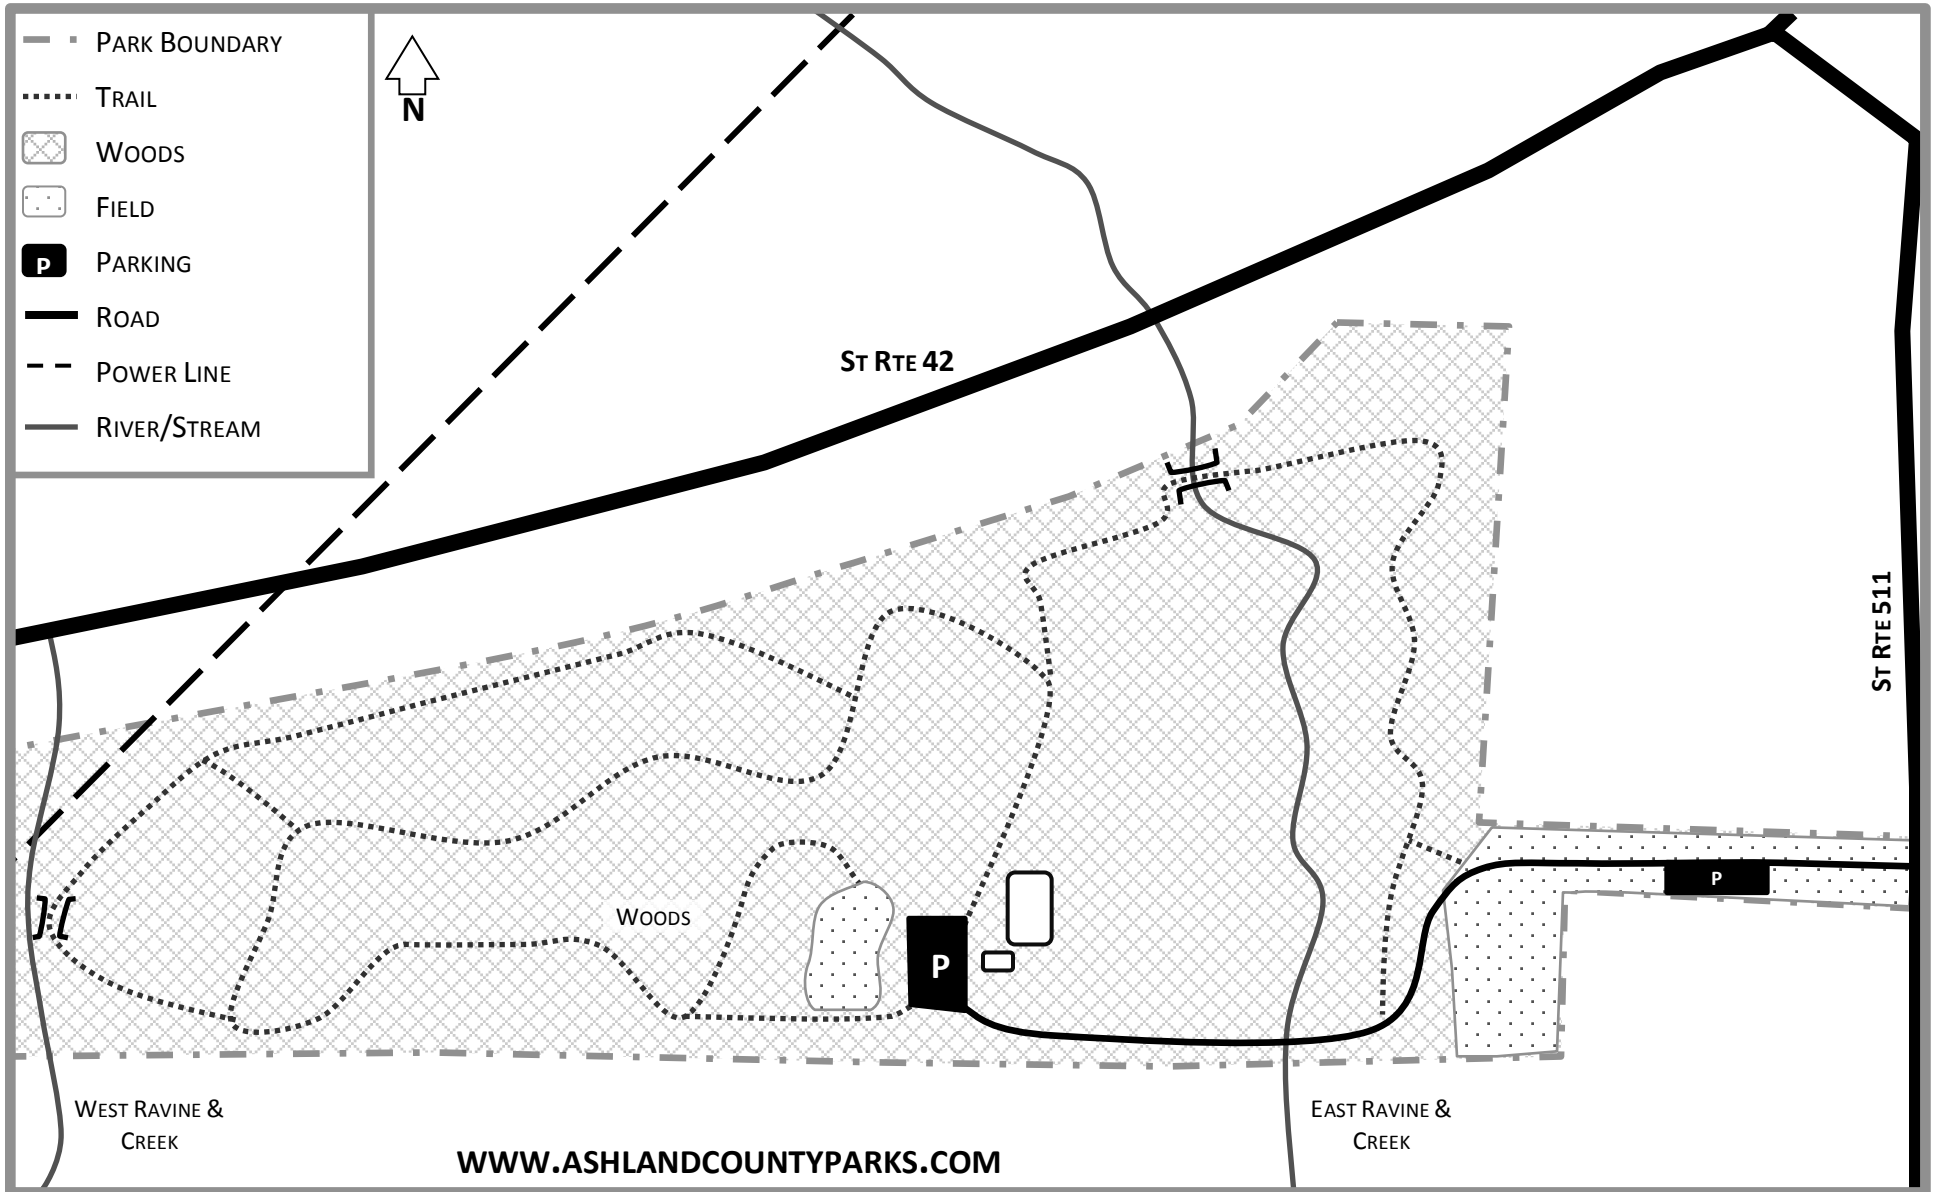 PARK BOUNDARY
TRAIL
WOODS
FIELD
P PARKING
ROAD
POWER LINE
RIVER/STREAM
N
ST RTE 42
ST RTE 511
P
WOODS
P
WEST RAVINE &
CREEK
EAST RAVINE &
CREEK
WWW.ASHLANDCOUNTYPARKS.COM